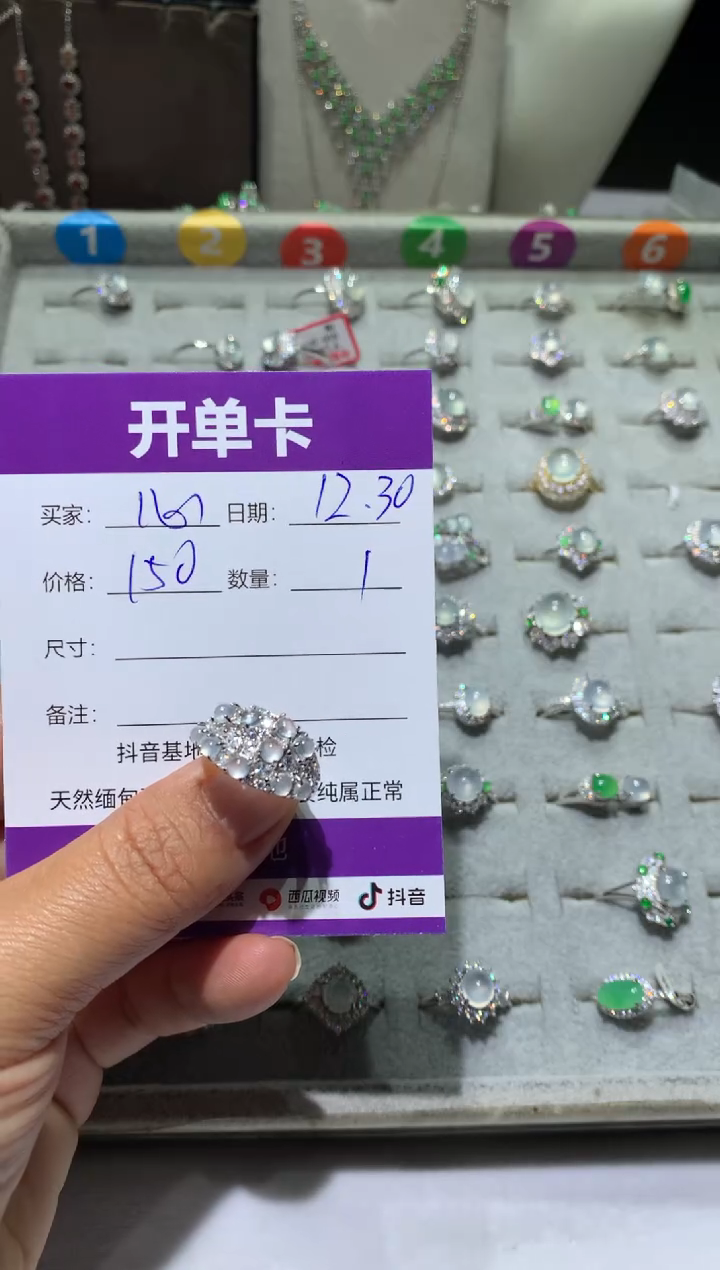 1 2 3 4 5 6
开单卡
买家: 日期: 12.30
价格: 150 数量: 1
尺寸:
备注:
抖音基地 检
天然缅甸 纯属正常
西瓜视频 抖音